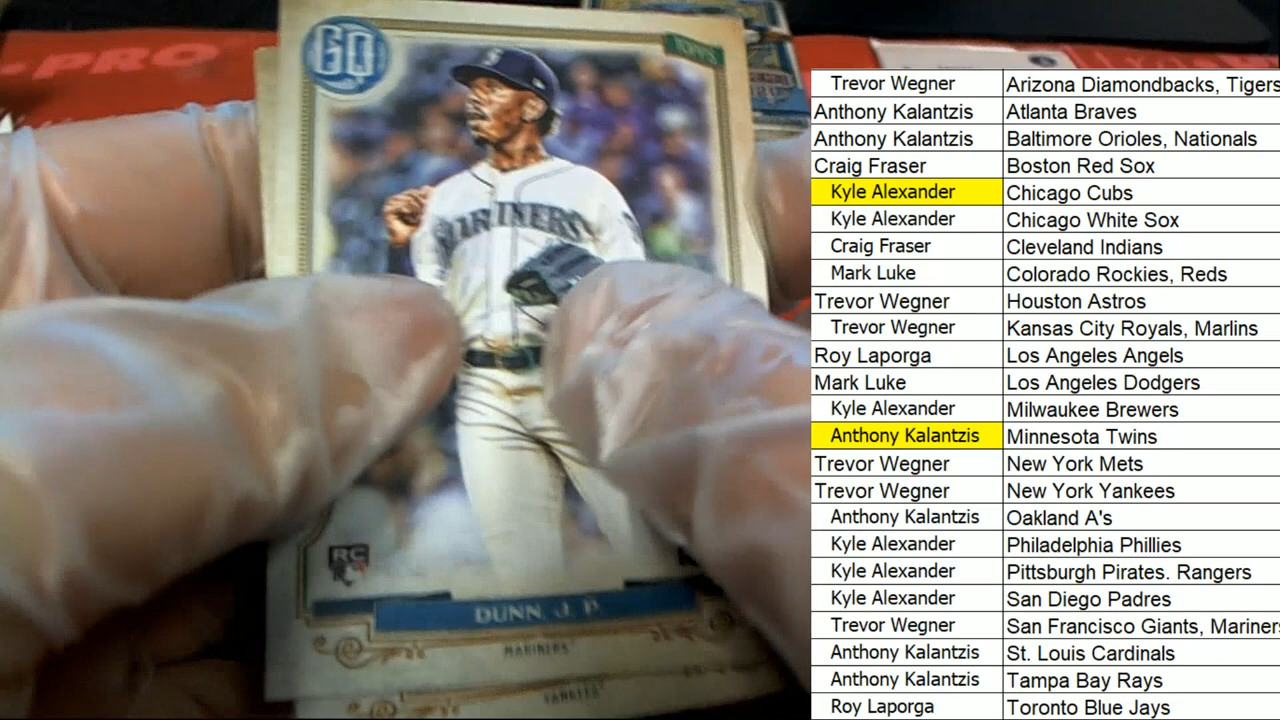 -PRO™
GQ
TOPPS
MARINERS
RC
DUNN, J. P.
MARINERS
YANKEES
Trevor Wegner Arizona Diamondbacks, Tigers
Anthony Kalantzis Atlanta Braves
Anthony Kalantzis Baltimore Orioles, Nationals
Craig Fraser Boston Red Sox
Kyle Alexander Chicago Cubs
Kyle Alexander Chicago White Sox
Craig Fraser Cleveland Indians
Mark Luke Colorado Rockies, Reds
Trevor Wegner Houston Astros
Trevor Wegner Kansas City Royals, Marlins
Roy Laporga Los Angeles Angels
Mark Luke Los Angeles Dodgers
Kyle Alexander Milwaukee Brewers
Anthony Kalantzis Minnesota Twins
Trevor Wegner New York Mets
Trevor Wegner New York Yankees
Anthony Kalantzis Oakland A's
Kyle Alexander Philadelphia Phillies
Kyle Alexander Pittsburgh Pirates. Rangers
Kyle Alexander San Diego Padres
Trevor Wegner San Francisco Giants, Mariners
Anthony Kalantzis St. Louis Cardinals
Anthony Kalantzis Tampa Bay Rays
Roy Laporga Toronto Blue Jays